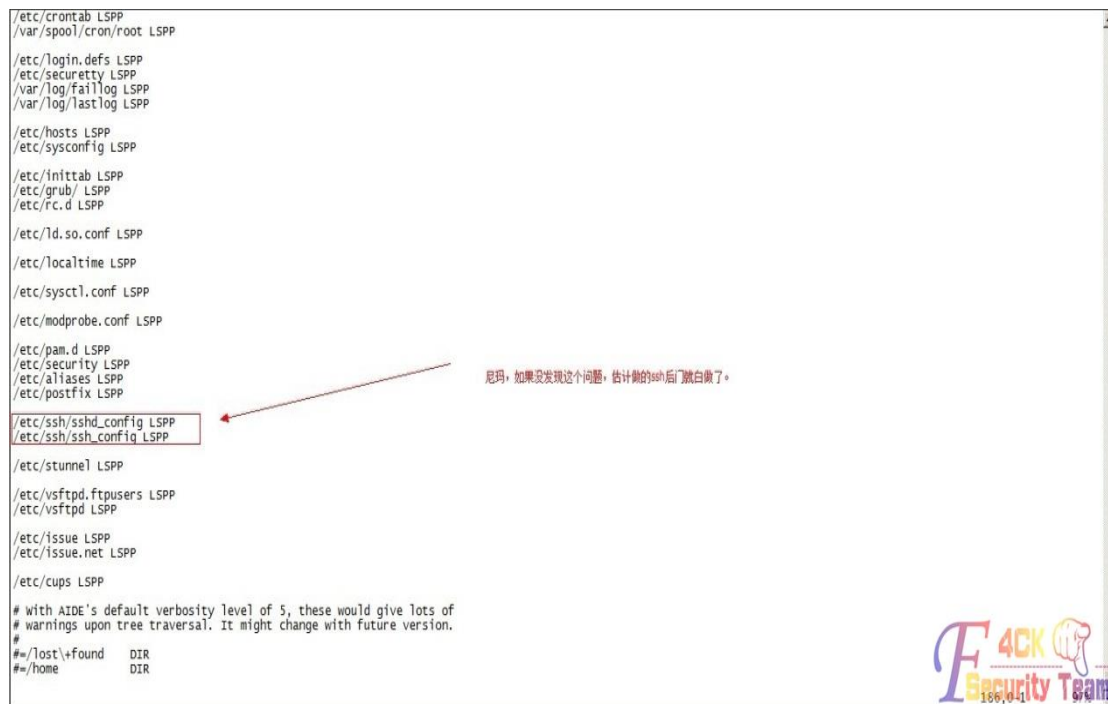 /etc/crontab LSPP
/var/spool/cron/root LSPP
/etc/login.defs LSPP
/etc/securetty LSPP
/var/log/faillog LSPP
/var/log/lastlog LSPP
/etc/hosts LSPP
/etc/sysconfig LSPP
/etc/inittab LSPP
/etc/grub/ LSPP
/etc/rc.d LSPP
/etc/ld.so.conf LSPP
/etc/localtime LSPP
/etc/sysctl.conf LSPP
/etc/modprobe.conf LSPP
/etc/pam.d LSPP
/etc/security LSPP
/etc/aliases LSPP
/etc/postfix LSPP
尼玛，如果没发现这个问题，估计做的ssh后门就白做了。
/etc/ssh/sshd_config LSPP
/etc/ssh/ssh_config LSPP
/etc/stunnel LSPP
/etc/vsftpd.ftpusers LSPP
/etc/vsftpd LSPP
/etc/issue LSPP
/etc/issue.net LSPP
/etc/cups LSPP
# With AIDE's default verbosity level of 5, these would give lots of
# warnings upon tree traversal. It might change with future version.
#
#=/lost\+found    DIR
#=/home           DIR
F4CK
Security Team
186,0-1 97%